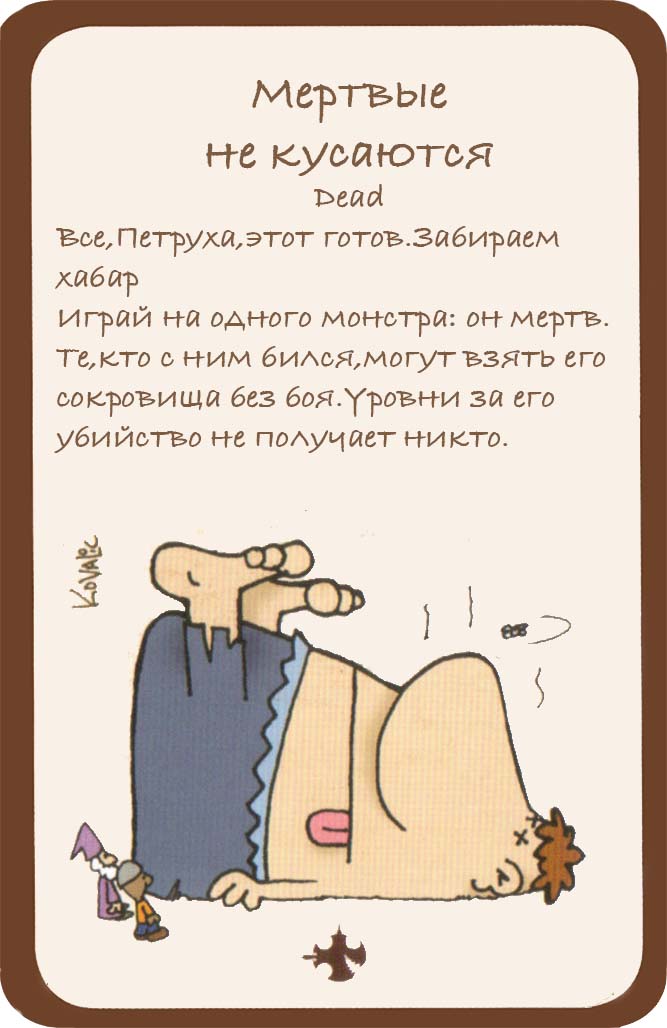 Мертвые
не кусаются
Dead
Все,Петруха,этот готов.Забираем
хабар
Играй на одного монстра: он мертв.
Те,кто с ним бился,могут взять его
сокровища без боя.Уровни за его
убийство не получает никто.
KOVALIC